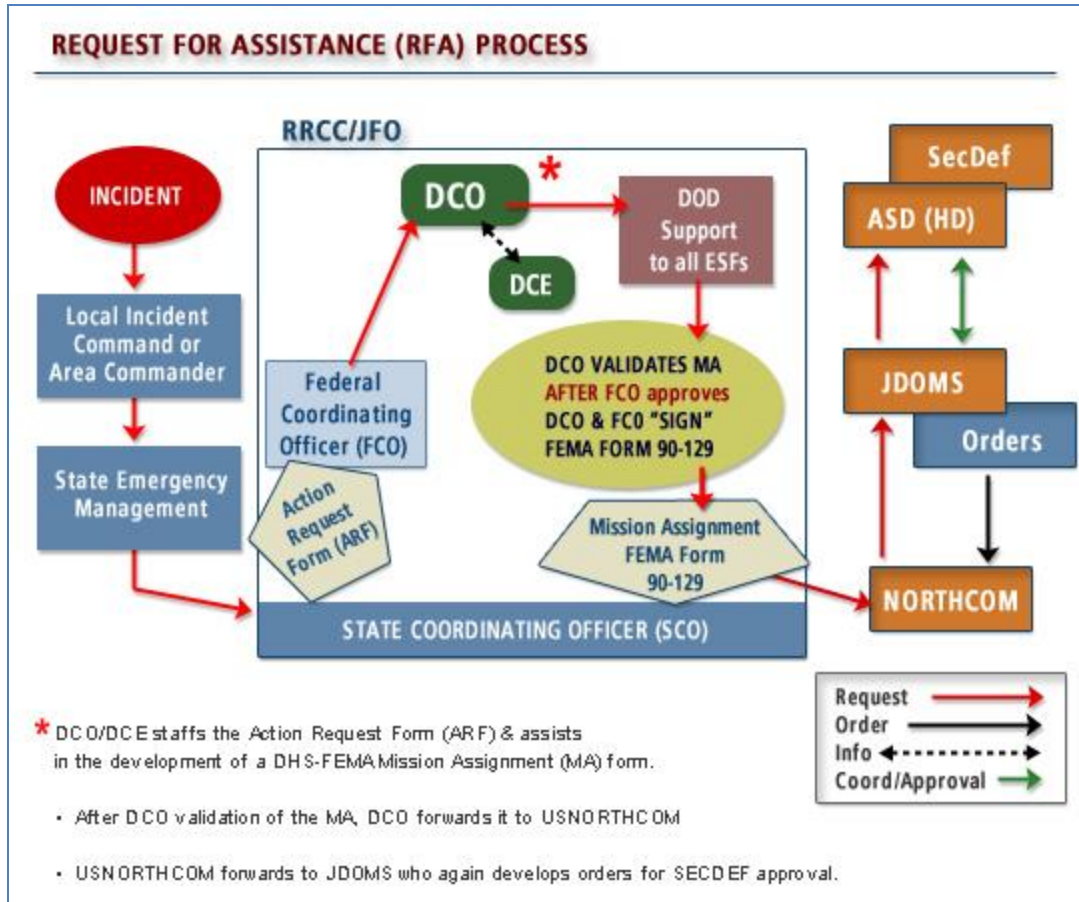 REQUEST FOR ASSISTANCE (RFA) PROCESS
RRCC/JFO
INCIDENT
Local Incident
Command or
Area Commander
State Emergency
Management
Federal
Coordinating
Officer (FCO)
Action
Request
Form (ARF)
DCO
*
DCE
DOD
Support
to all ESFs
DCO VALIDATES MA
AFTER FCO approves
DCO & FC0 "SIGN"
FEMA FORM 90-129
Mission Assignment
FEMA Form
90-129
STATE COORDINATING OFFICER (SCO)
SecDef
ASD (HD)
JDOMS
Orders
NORTHCOM
Request
Order
Info
Coord/Approval
* DCO/DCE staffs the Action Request Form (ARF) & assists
in the development of a DHS-FEMA Mission Assignment (MA) form.
• After DCO validation of the MA, DCO forwards it to USNORTHCOM
• USNORTHCOM forwards to JDOMS who again develops orders for SECDEF approval.